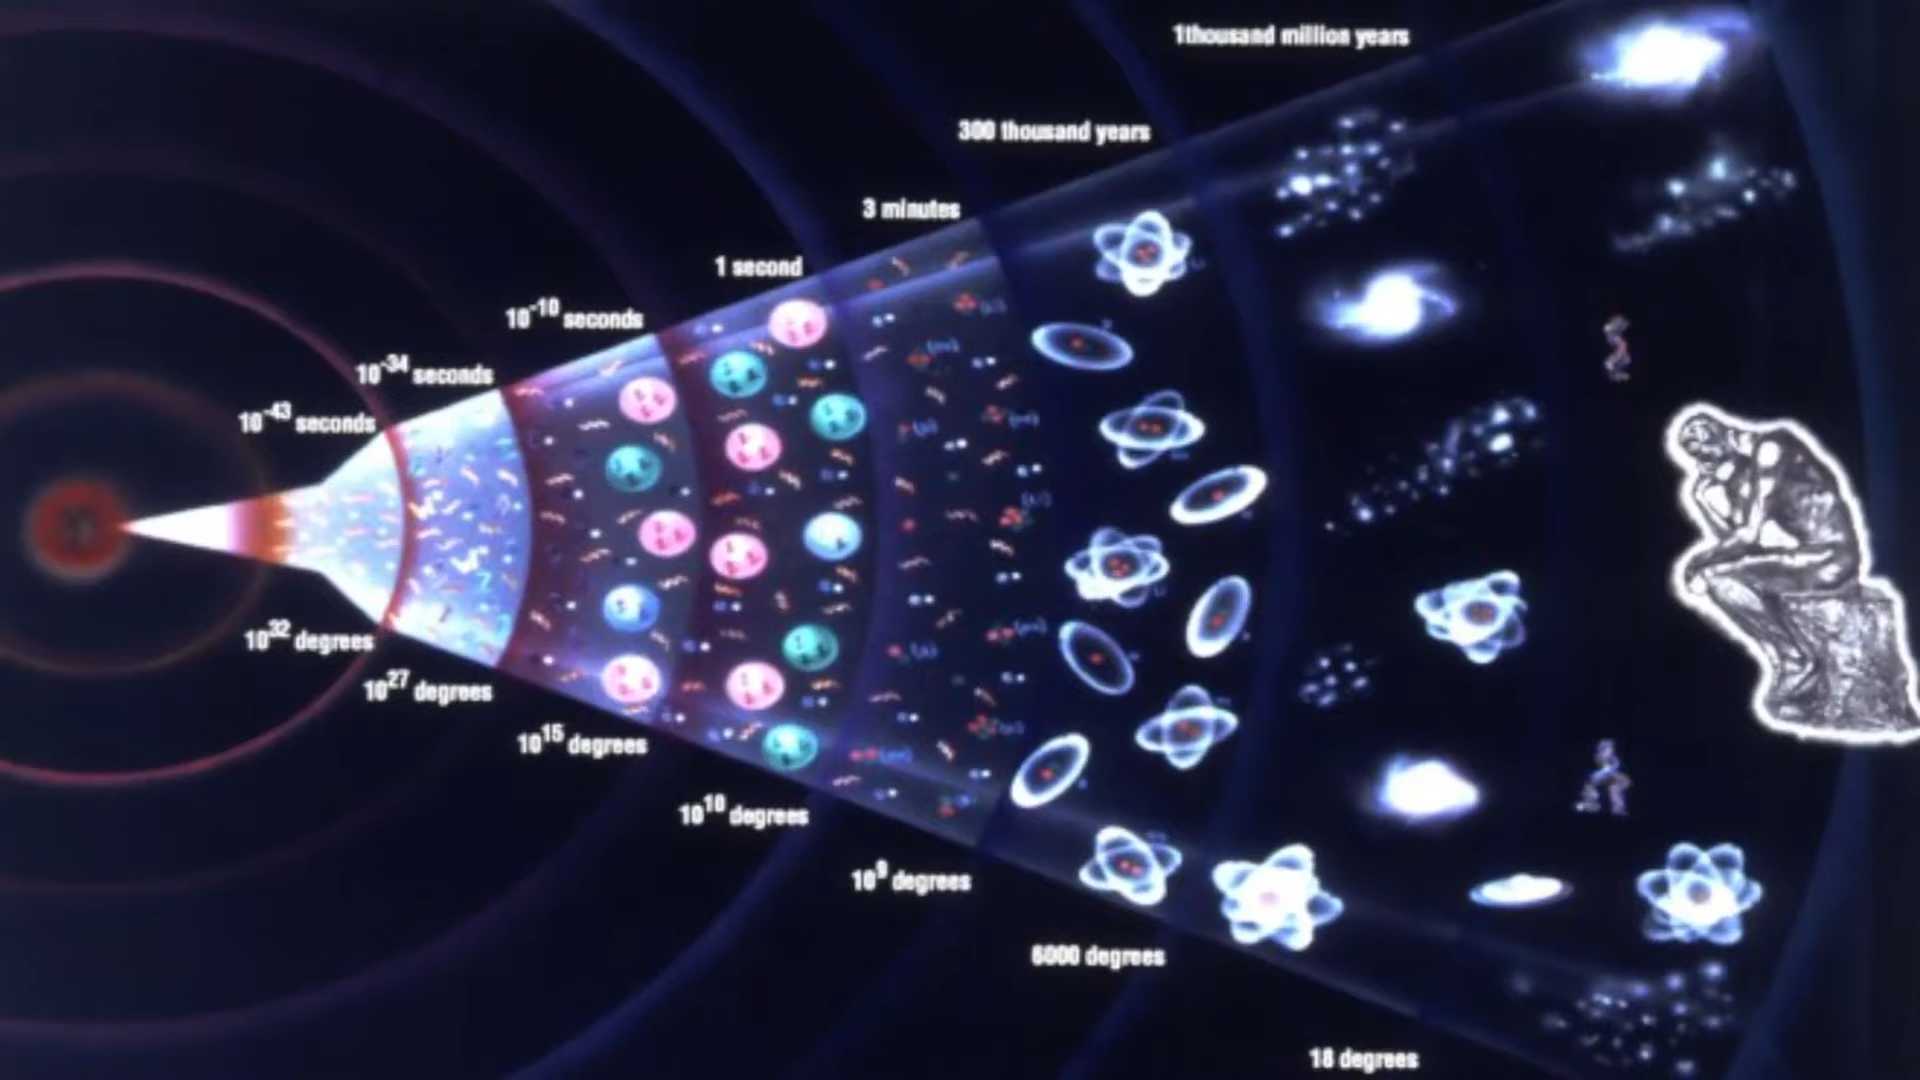 1thousand million years
300 thousand years
3 minutes
1 second
10⁻¹⁰ seconds
10⁻³⁴ seconds
10⁻⁴³ seconds
10³² degrees
10²⁷ degrees
10¹⁵ degrees
10¹⁰ degrees
10⁹ degrees
6000 degrees
18 degrees